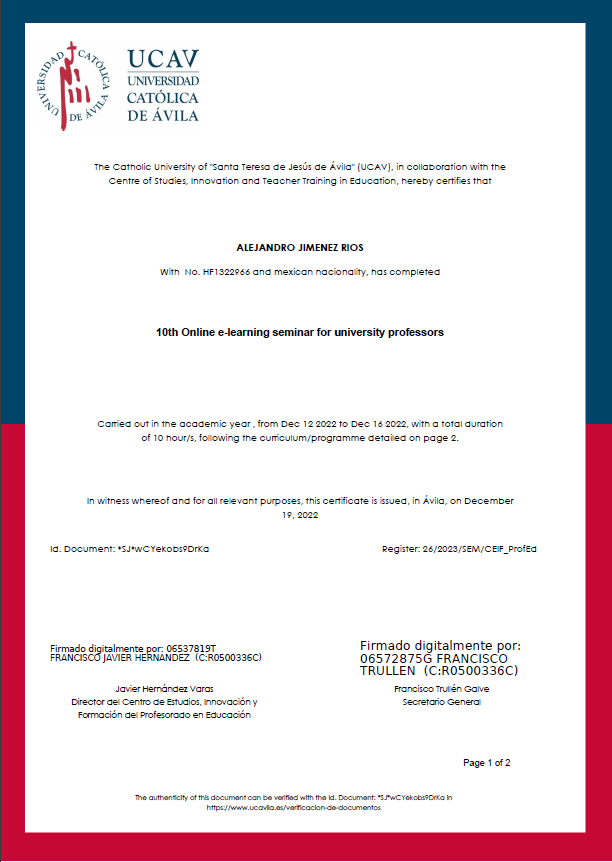 UNIVERSIDAD CATÓLICA DE ÁVILA
UCAV
UNIVERSIDAD
CATÓLICA
DE ÁVILA
The Catholic University of "Santa Teresa de Jesús de Ávila" (UCAV), in collaboration with the
Centre of Studies, Innovation and Teacher Training in Education, hereby certifies that
ALEJANDRO JIMENEZ RIOS
With No. HF1322966 and mexican nacionality, has completed
10th Online e-learning seminar for university professors
Carried out in the academic year , from Dec 12 2022 to Dec 16 2022, with a total duration
of 10 hour/s, following the curriculum/programme detailed on page 2.
In witness whereof and for all relevant purposes, this certificate is issued, in Ávila, on December
19, 2022
Id. Document: *SJ*wCYekobs9DrKa
Register: 26/2023/SEM/CEIF_ProfEd
Firmado digitalmente por: 06537819T
FRANCISCO JAVIER HERNANDEZ (C:R0500336C)
Javier Hernández Varas
Director del Centro de Estudios, Innovación y
Formación del Profesorado en Educación
Firmado digitalmente por:
06572875G FRANCISCO
TRULLEN (C:R0500336C)
Francisco Trullén Galve
Secretario General
Page 1 of 2
The authenticity of this document can be verified with the Id. Document: *SJ*wCYekobs9DrKa in
https://www.ucavila.es/verificacion-de-documentos